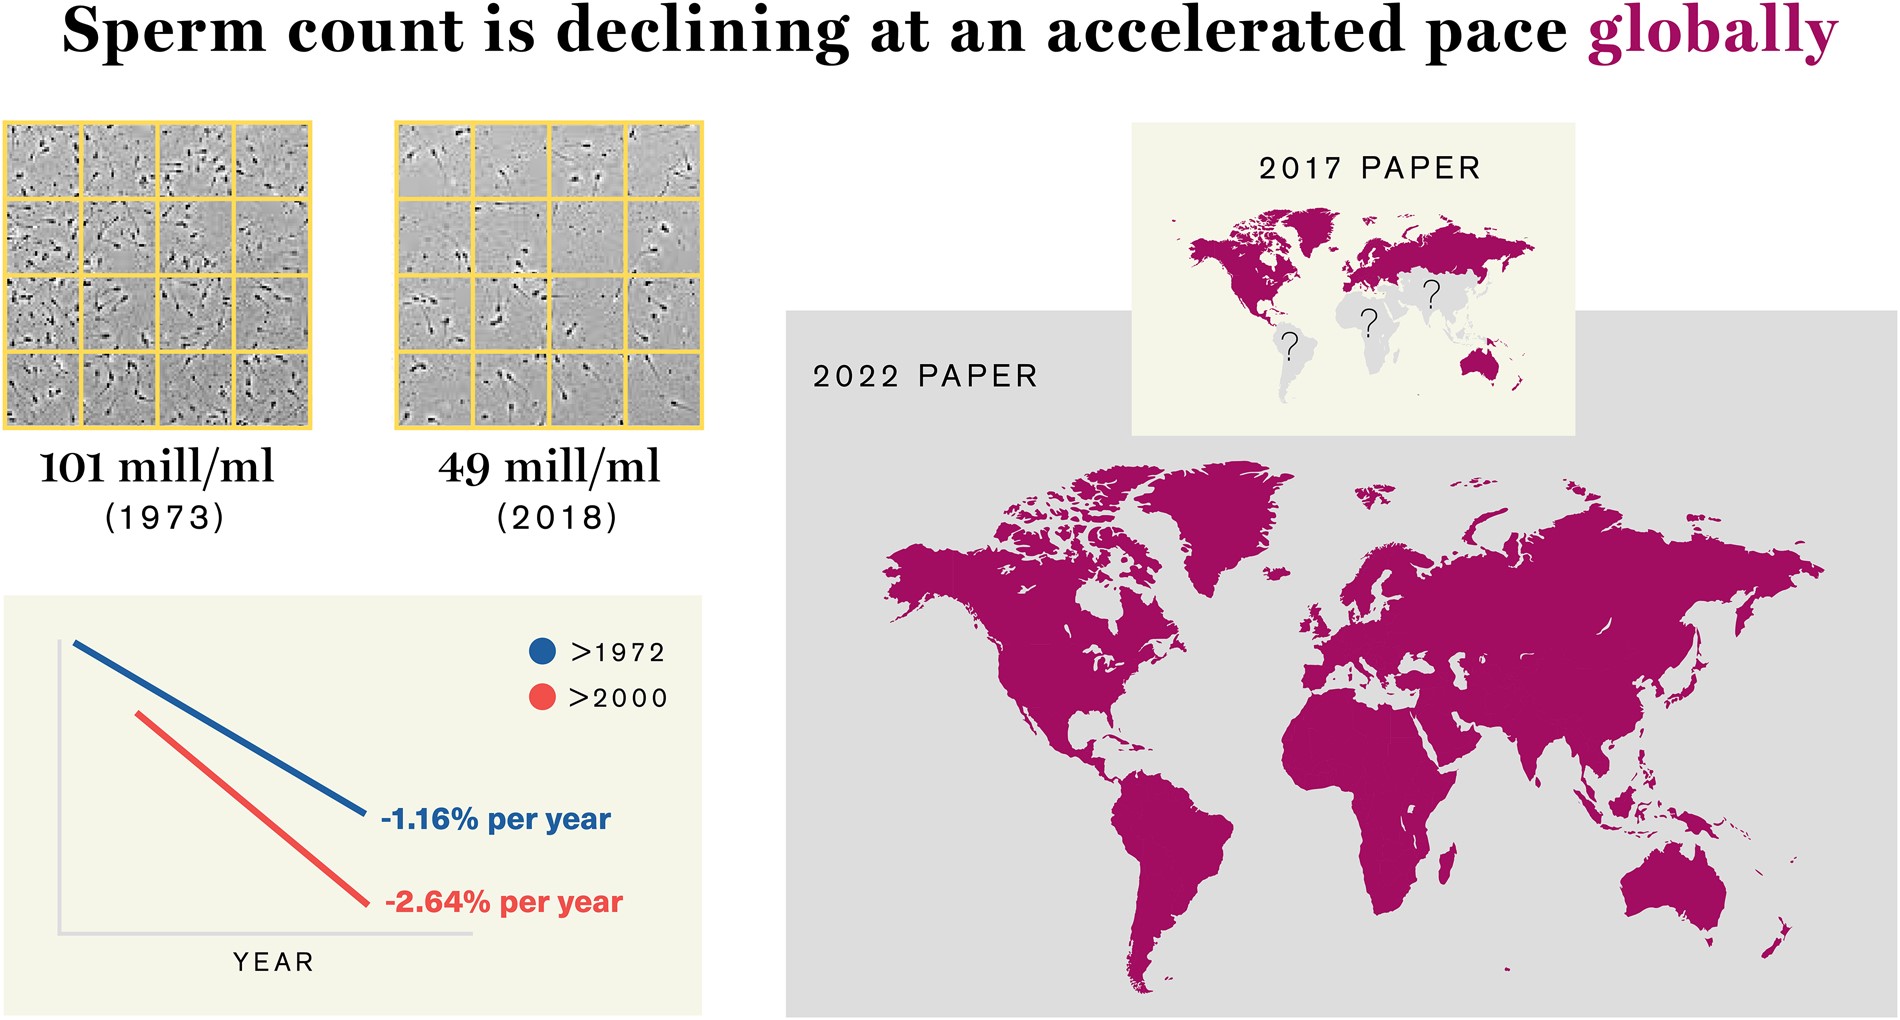 Sperm count is declining at an accelerated pace globally
101 mill/ml
(1973)
49 mill/ml
(2018)
>1972
>2000
-1.16% per year
-2.64% per year
YEAR
2017 PAPER
?
?
?
2022 PAPER